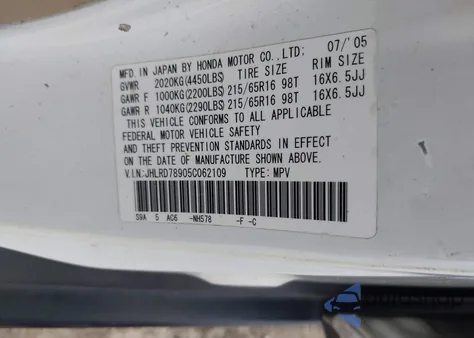 MFD. IN JAPAN BY HONDA MOTOR CO., LTD: 07/'05
GVWR 2020KG(4450LBS) TIRE SIZE RIM SIZE
GAWR F 1000KG(2200LBS) 215/65R16 98T 16X6.5JJ
GAWR R 1040KG(2290LBS) 215/65R16 98T 16X6.5JJ
THIS VEHICLE CONFORMS TO ALL APPLICABLE
FEDERAL MOTOR VEHICLE SAFETY
AND THEFT PREVENTION STANDARDS IN EFFECT ON
THE DATE OF MANUFACTURE SHOWN ABOVE.
V.I.N:JHLRD78905C062109 TYPE: MPV
S9A 5 AC6 -NH578 -F -C